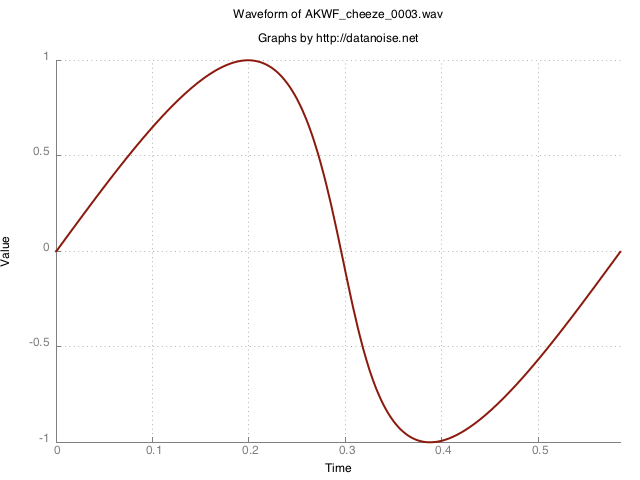 Waveform of AKWF_cheeze_0003.wav
Graphs by http://datanoise.net
1
0.5
0
-0.5
-1
Value
0 0.1 0.2 0.3 0.4 0.5
Time